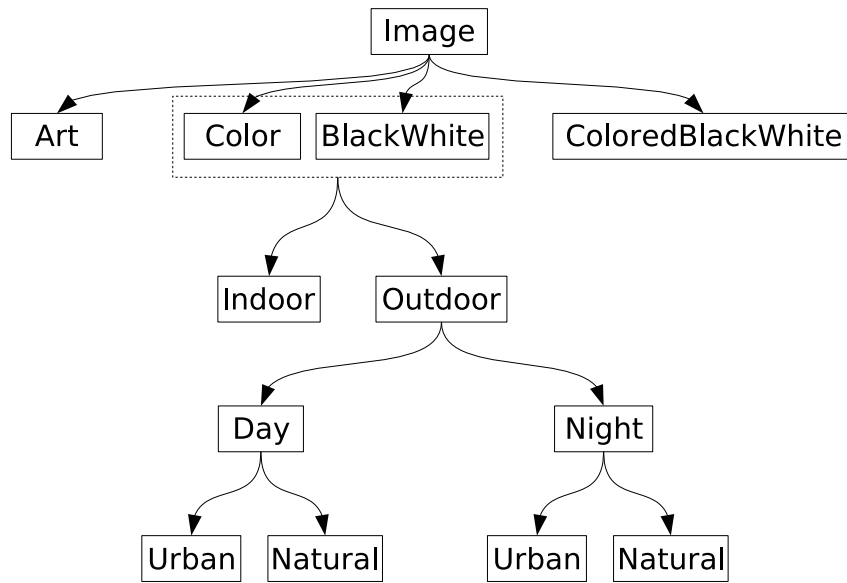 Image
Art
Color
BlackWhite
ColoredBlackWhite
Indoor
Outdoor
Day
Night
Urban
Natural
Urban
Natural